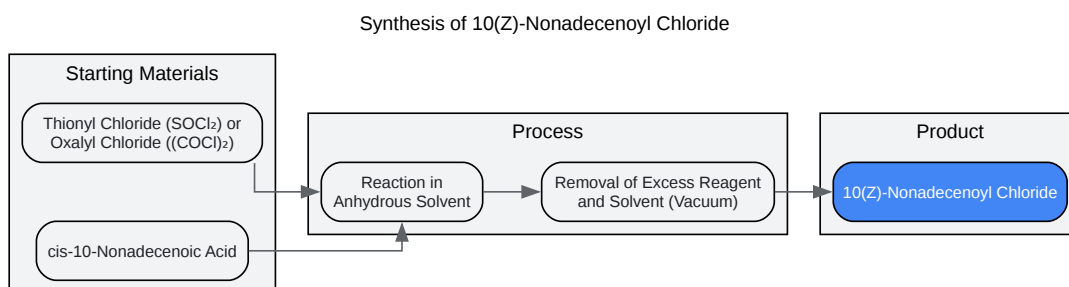 Synthesis of 10(Z)-Nonadecenoyl Chloride
Starting Materials
Thionyl Chloride (SOCl₂) or
Oxalyl Chloride ((COCl)₂)
cis-10-Nonadecenoic Acid
Process
Reaction in
Anhydrous Solvent
Removal of Excess Reagent
and Solvent (Vacuum)
Product
10(Z)-Nonadecenoyl Chloride